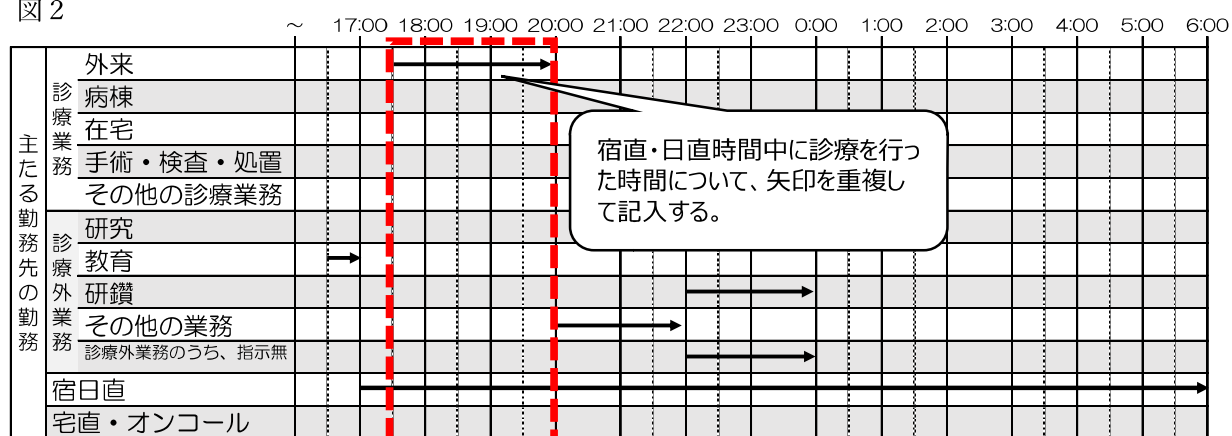 図２
～ 17:00 18:00 19:00 20:00 21:00 22:00 23:00 0:00 1:00 2:00 3:00 4:00 5:00 6:00
主たる勤務先の勤務
診療業務
外来
病棟
在宅
手術・検査・処置
その他の診療業務
診療外業務
研究
教育
研鑽
その他の業務
診療外業務のうち、指示無
宿日直
宅直・オンコール
宿直・日直時間中に診療を行っ
た時間について、矢印を重複し
て記入する。